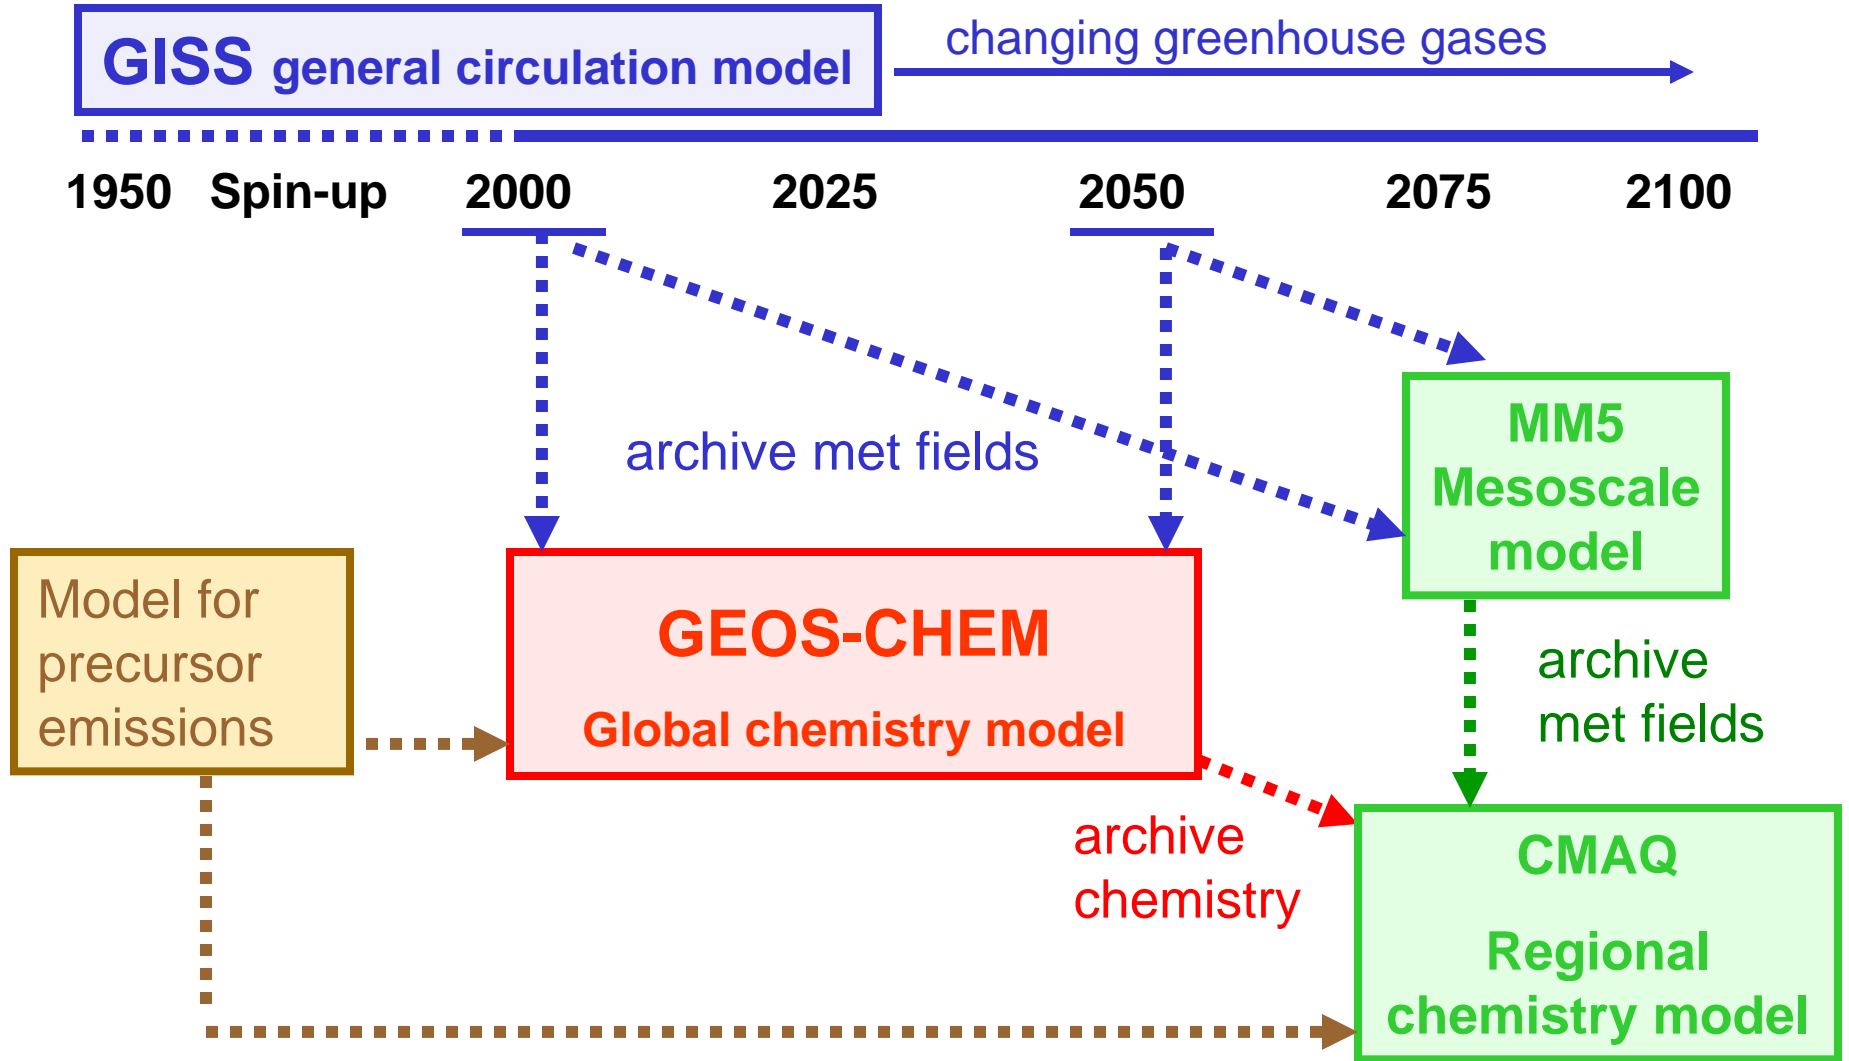 GISS general circulation model
changing greenhouse gases
1950 Spin-up 2000 2025 2050 2075 2100
archive met fields
MM5
Mesoscale
model
Model for
precursor
emissions
GEOS-CHEM
Global chemistry model
archive
met fields
archive
chemistry
CMAQ
Regional
chemistry model